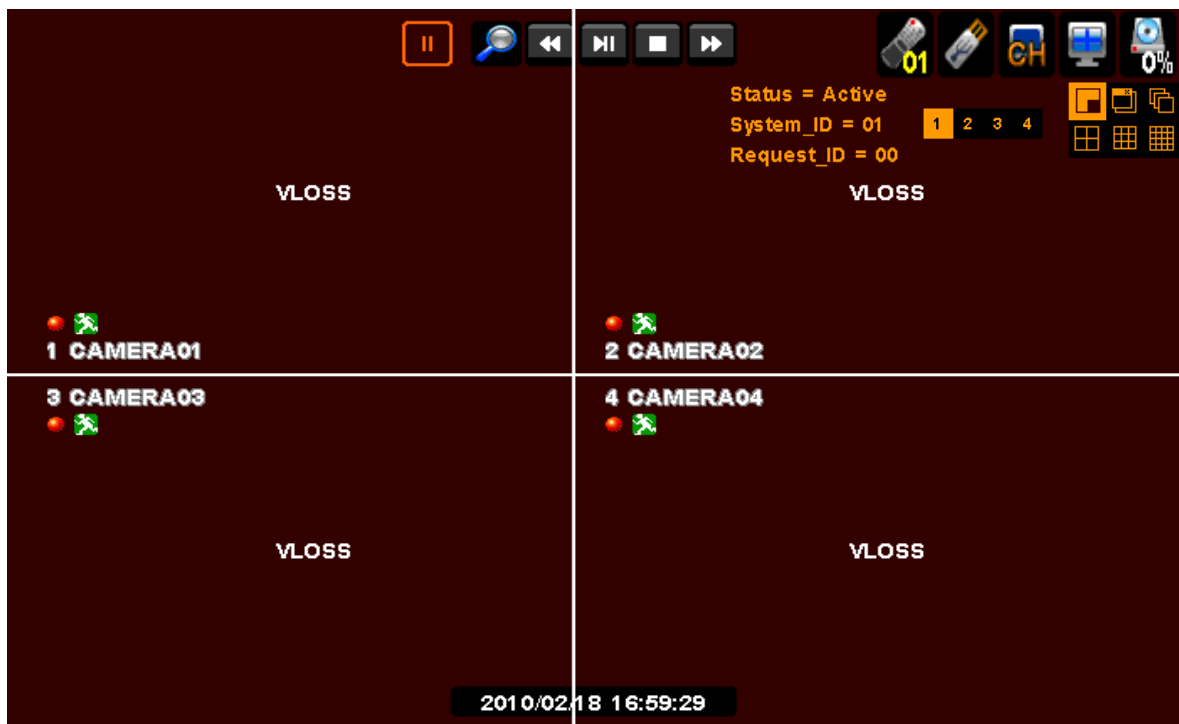 01
CH
0%
Status = Active
System_ID = 01
1 2 3 4
Request_ID = 00
VLOSS
VLOSS
1 CAMERA01
2 CAMERA02
3 CAMERA03
4 CAMERA04
VLOSS
VLOSS
2010/02/18 16:59:29